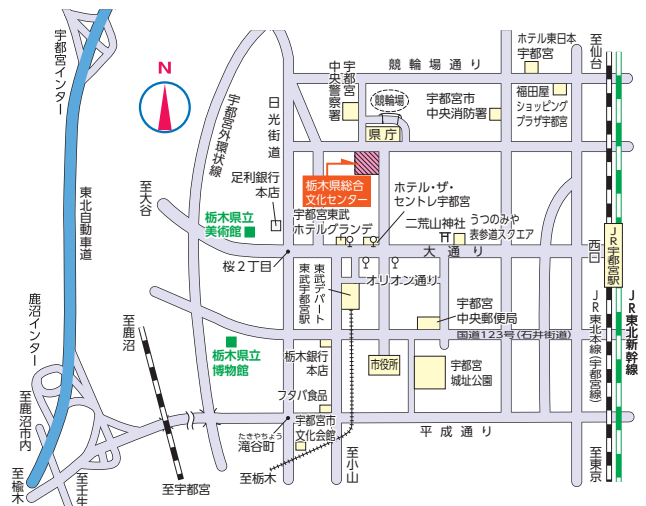 宇都宮インター
東北自動車道
鹿沼インター
至鹿沼市内
至楡木
至壬生
N
至大谷
宇都宮外環状線
日光街道
足利銀行
本店
栃木県立
美術館
桜2丁目
至鹿沼
栃木県立
博物館
至宇都宮
宇都宮
中央警察署
競輪場通り
競輪場
県庁
宇都宮市
中央消防署
ホテル東日本
宇都宮
福田屋
ショッピング
プラザ宇都宮
至仙台
栃木県総合
文化センター
ホテル・ザ・
セントレ宇都宮
宇都宮東武
ホテルグランデ
二荒山神社
うつのみや
表参道スクエア
大通り
西口
JR宇都宮駅
オリオン通り
東武デパート
東武宇都宮駅
宇都宮
中央郵便局
国道123号(石井街道)
栃木銀行
本店
市役所
宇都宮
城址公園
フタバ食品
宇都宮市
文化会館
たきやちょう
滝谷町
平成通り
至栃木
至小山
JR東北本線(宇都宮線)
JR東北新幹線
至東京